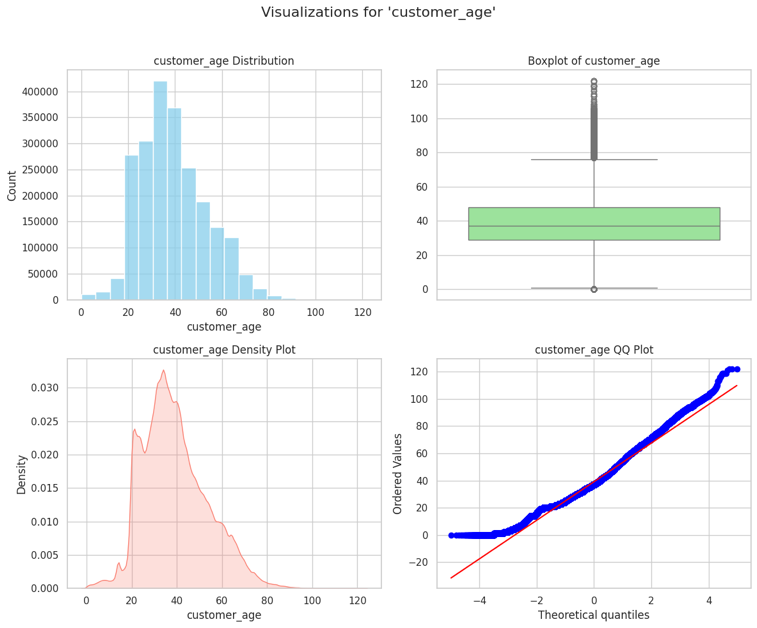 Visualizations for 'customer_age'
customer_age Distribution
Count
400000
350000
300000
250000
200000
150000
100000
50000
0
0 20 40 60 80 100 120
customer_age
Boxplot of customer_age
120
100
80
60
40
20
0
customer_age Density Plot
Density
0.030
0.025
0.020
0.015
0.010
0.005
0.000
0 20 40 60 80 100 120
customer_age
customer_age QQ Plot
Ordered Values
120
100
80
60
40
20
0
−20
−4 −2 0 2 4
Theoretical quantiles